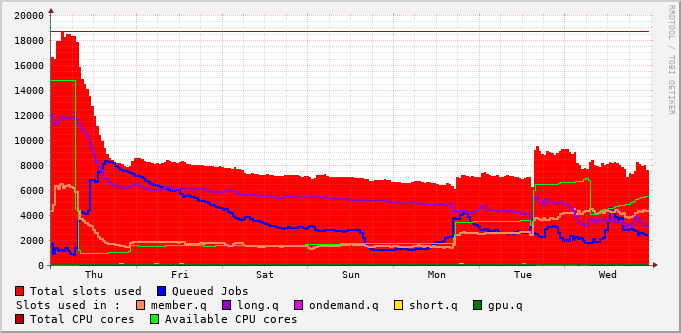 20000
18000
16000
14000
12000
10000
8000
6000
4000
2000
0
Thu Fri Sat Sun Mon Tue Wed
RRDTOOL / TOBI OETIKER
Total slots used Queued Jobs
Slots used in : member.q long.q ondemand.q short.q gpu.q
Total CPU cores Available CPU cores